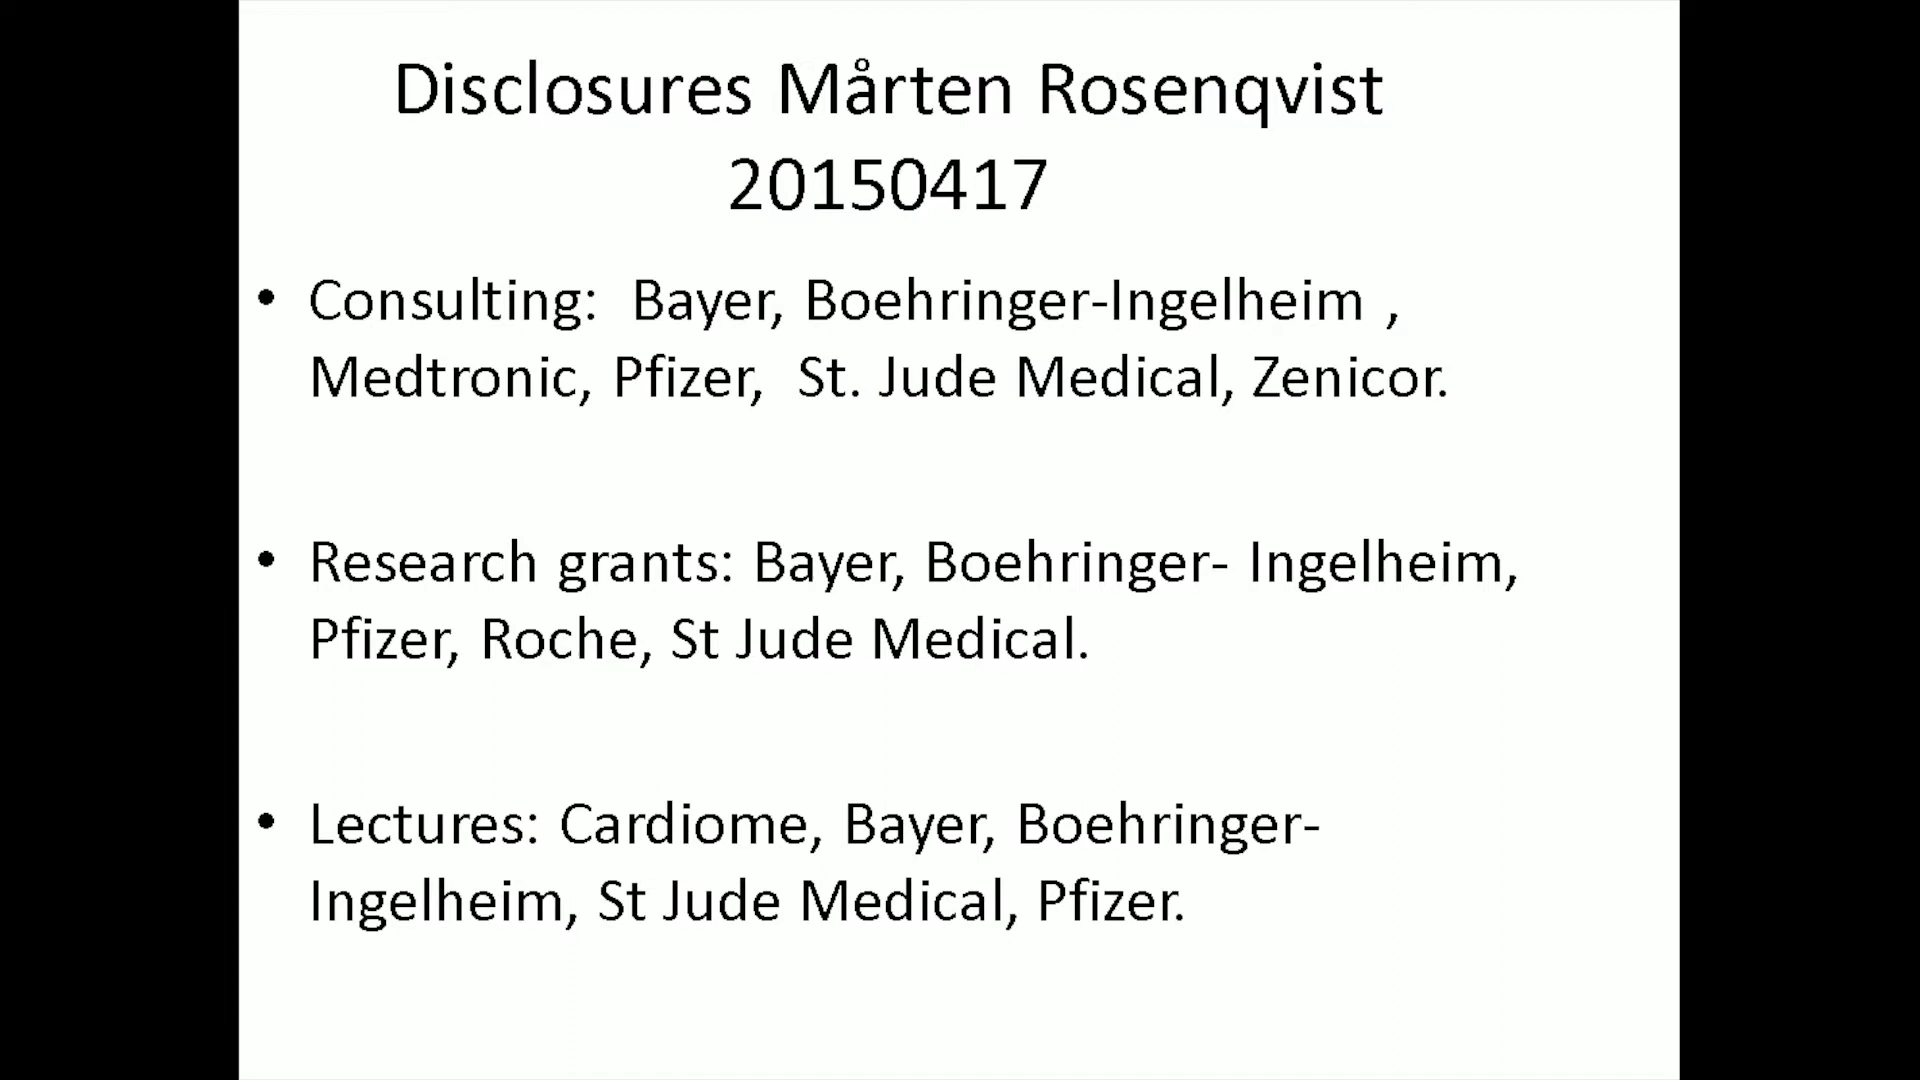 Disclosures Mårten Rosenqvist
20150417
• Consulting:  Bayer, Boehringer-Ingelheim ,
Medtronic, Pfizer,  St. Jude Medical, Zenicor.
• Research grants: Bayer, Boehringer- Ingelheim,
Pfizer, Roche, St Jude Medical.
• Lectures: Cardiome, Bayer, Boehringer-
Ingelheim, St Jude Medical, Pfizer.